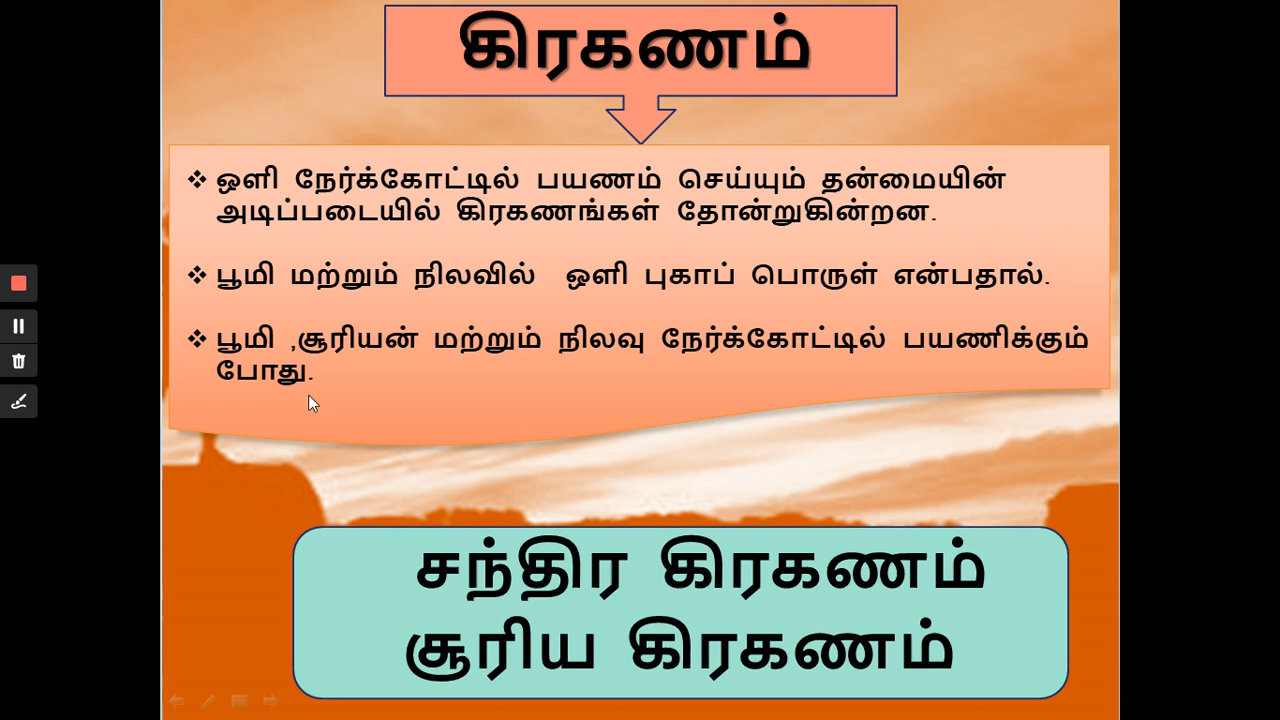 கிரகணம்
❖ ஒளி நேர்க்கோட்டில் பயணம் செய்யும் தன்மையின்
அடிப்படையில் கிரகணங்கள் தோன்றுகின்றன.
❖ பூமி மற்றும் நிலவில் ஒளி புகாப் பொருள் என்பதால்.
❖ பூமி ,சூரியன் மற்றும் நிலவு நேர்க்கோட்டில் பயணிக்கும்
போது.
சந்திர கிரகணம்
சூரிய கிரகணம்